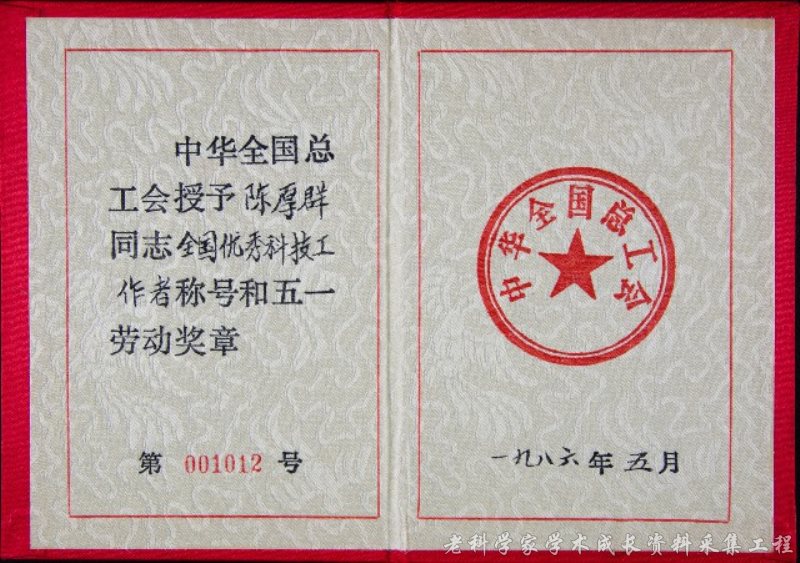 中华全国总
工会授予陈厚群
同志全国优秀科技工
作者称号和五一
劳动奖章
第 001012 号
中华全国总工会
一九八六年五月
老科学家学术成长资料采集工程